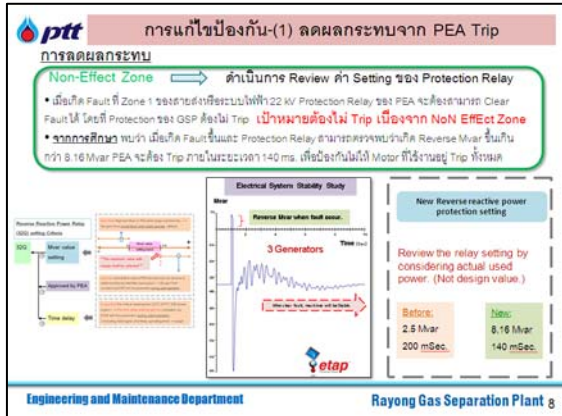 ptt
การแก้ไขป้องกัน-(1) ลดผลกระทบจาก PEA Trip
การลดผลกระทบ
Non-Effect Zone ดำเนินการ Review ค่า Setting ของ Protection Relay
• เมื่อเกิด Fault ที่ Zone 1 ของสายส่งหรือระบบไฟฟ้า 22 kV Protection Relay ของ PEA จะต้องสามารถ Clear
Fault ได้ โดยที่ Protection ของ GSP ต้องไม่ Trip เป้าหมายต้องไม่ Trip เนื่องจาก NoN EffEct Zone
• จากการศึกษา พบว่า เมื่อเกิด Fault ขึ้นและ Protection Relay สามารถตรวจพบว่าเกิด Reverse Mvar ขึ้นเกิน
กว่า 8.16 Mvar PEA จะต้อง Trip ภายในระยะเวลา 140 ms. เพื่อป้องกันไม่ให้ Motor ที่ใช้งานอยู่ Trip ทั้งหมด
Reverse Reactive Power Relay
(32G) setting Criteria
32G
Mvar value
setting
Approved by PEA
Time delay
Electrical System Stability Study
Mvar
Reverse Mvar when fault occur.
Time
3 Generators
etap
New Reverse reactive power
protection setting
Review the relay setting by
considering actual used
power. (Not design value.)
Before:
2.5 Mvar
200 mSec.
New:
8.16 Mvar
140 mSec.
Engineering and Maintenance Department
Rayong Gas Separation Plant 8